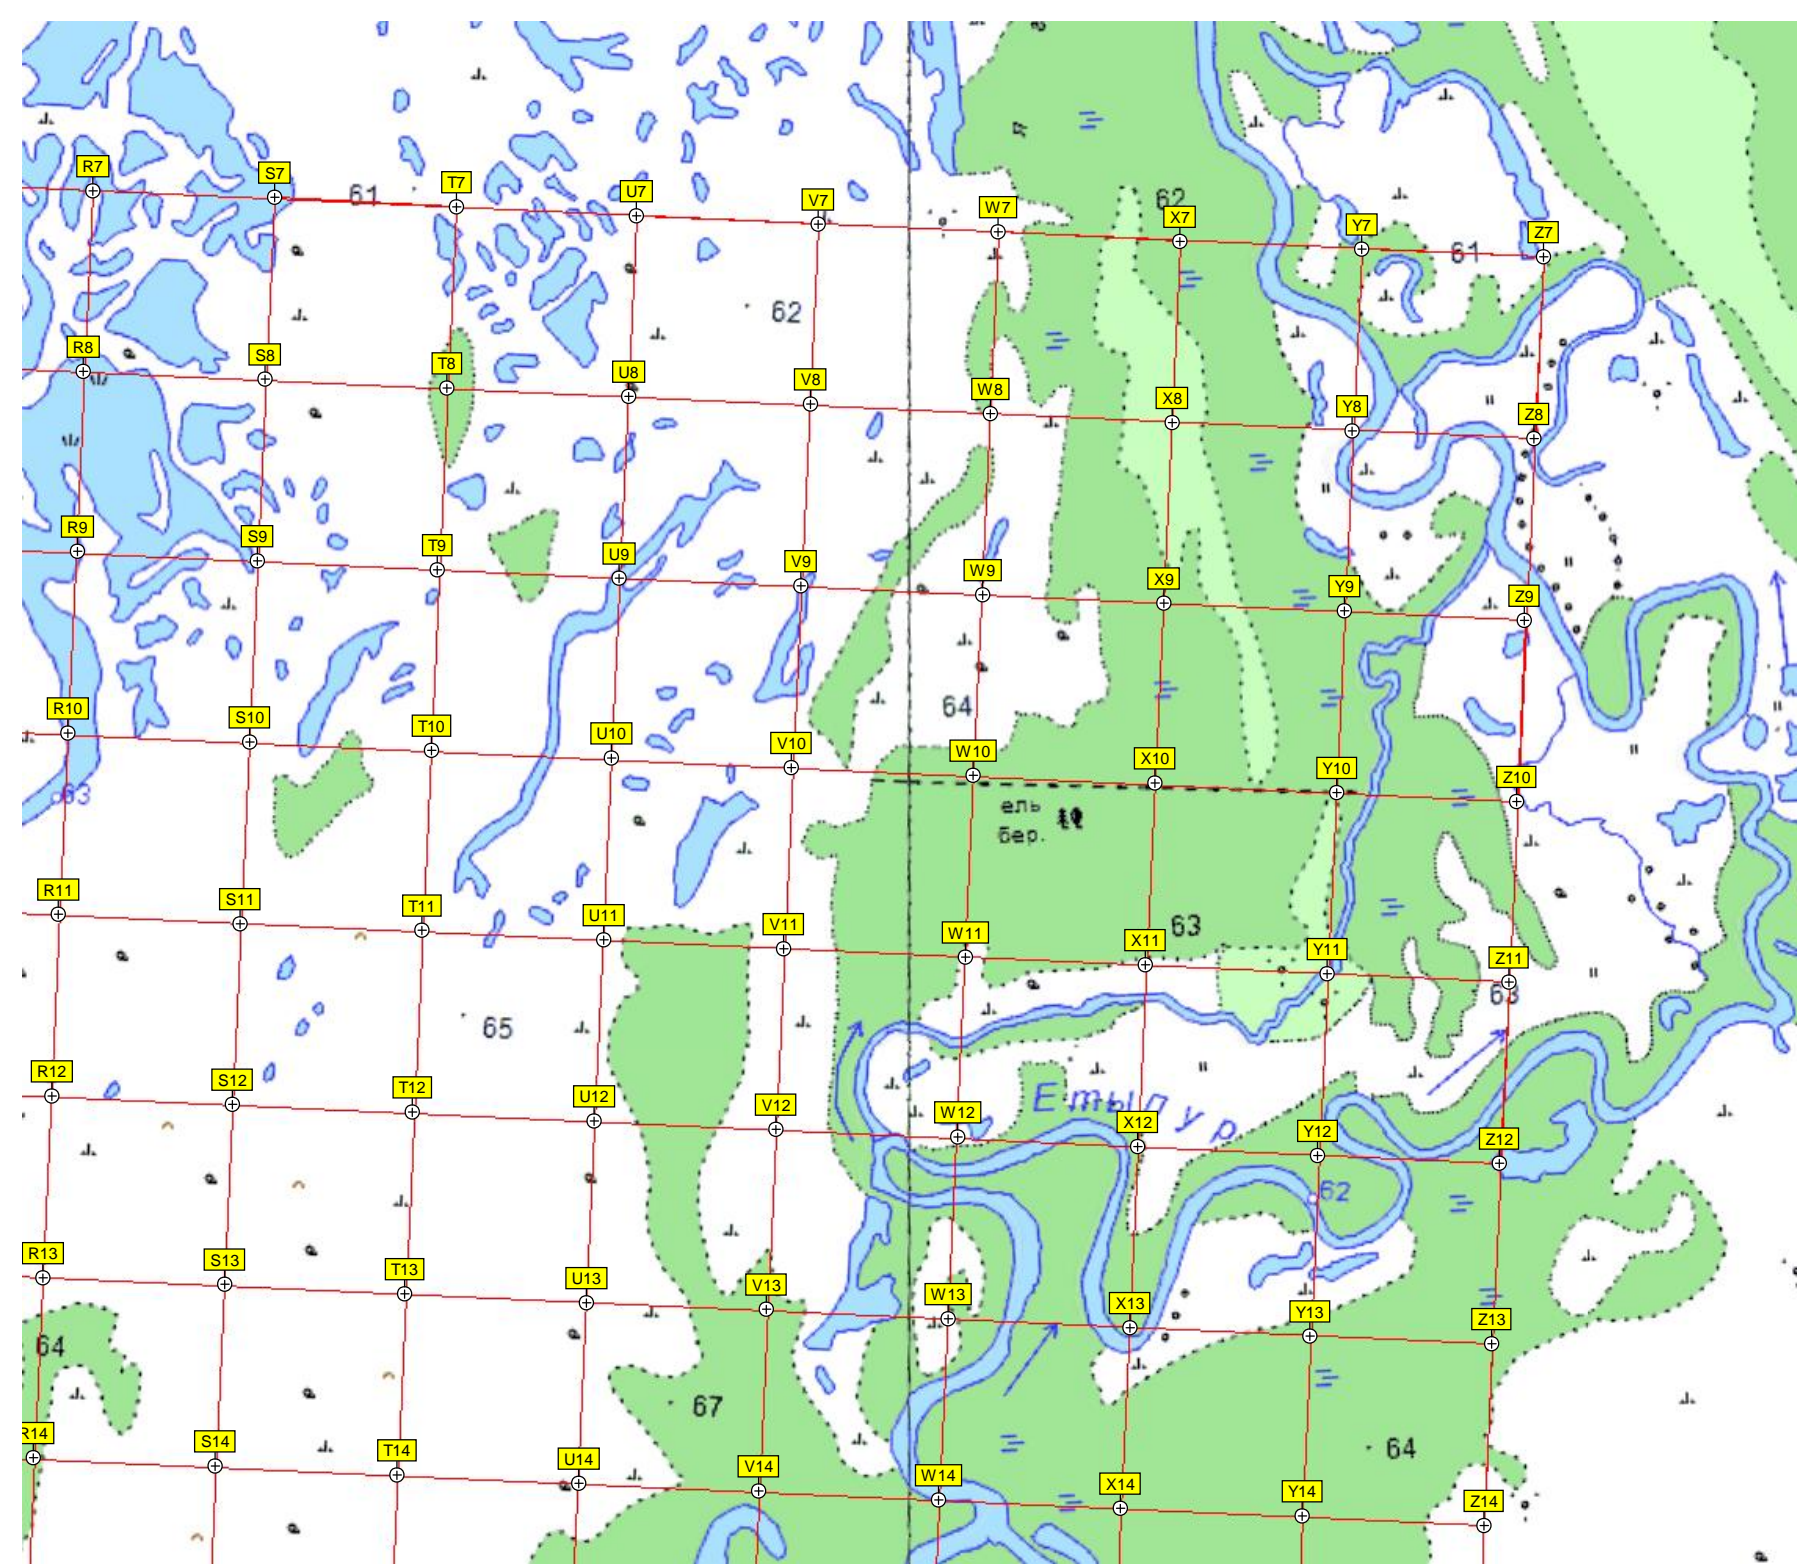 61
62
R7 S7 T7 U7 V7 W7 X7 Y7 Z7
61
62
R8 S8 T8 U8 V8 W8 X8 Y8 Z8
R9 S9 T9 U9 V9 W9 X9 Y9 Z9
64
R10 S10 T10 U10 V10 W10 X10 Y10 Z10
63
ель
бер.
R11 S11 T11 U11 V11 W11 X11 Y11 Z11
63
63
65
R12 S12 T12 U12 V12 W12 X12 Y12 Z12
Етыпур
62
R13 S13 T13 U13 V13 W13 X13 Y13 Z13
64
67
64
R14 S14 T14 U14 V14 W14 X14 Y14 Z14